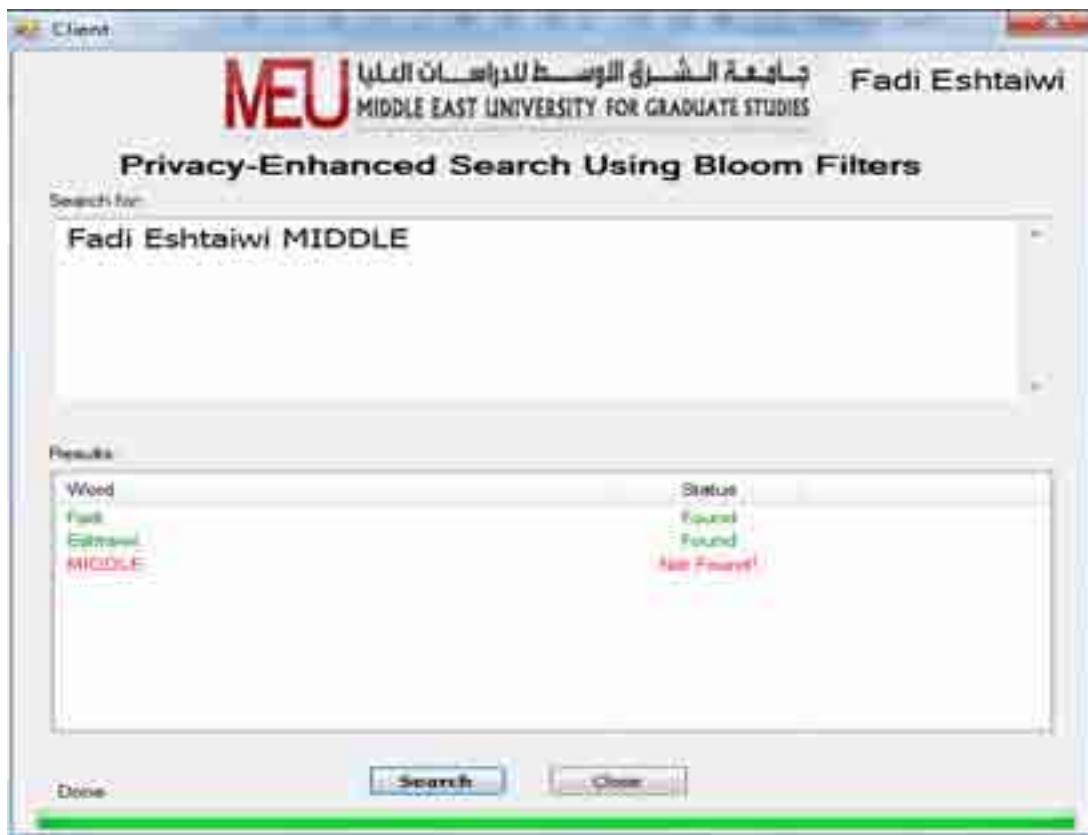 Client
MEU
جامعة الشرق الأوسط للدراسات العليا
MIDDLE EAST UNIVERSITY FOR GRADUATE STUDIES
Fadi Eshtaiwi
Privacy-Enhanced Search Using Bloom Filters
Search for:
Fadi Eshtaiwi MIDDLE
Results:
Word Status
Fadi Found
Eshtaiwi Found
MIDDLE Not Found!
Search Close
Done